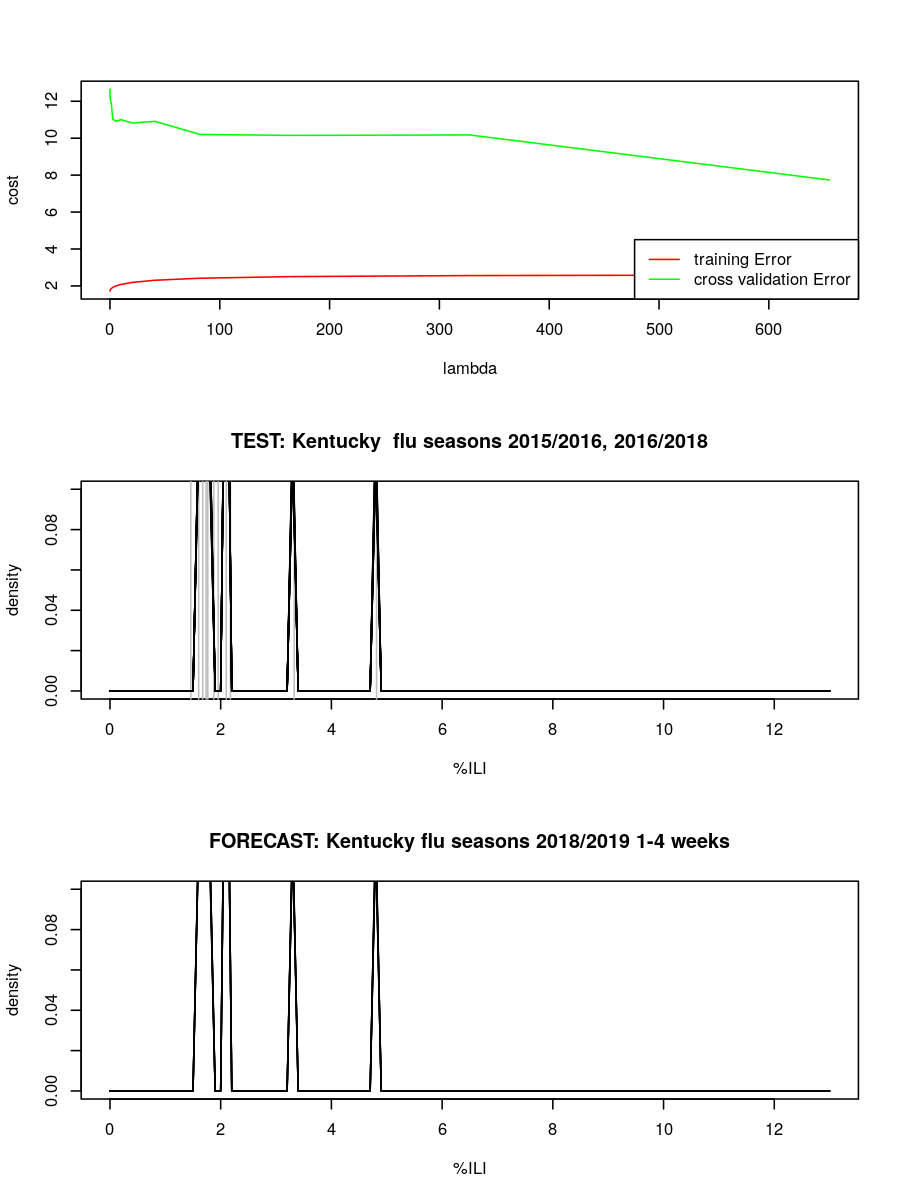 12
10
8
6
4
2
cost
training Error
cross validation Error
0 100 200 300 400 500 600
lambda
TEST: Kentucky  flu seasons 2015/2016, 2016/2018
0.08
0.04
0.00
density
0 2 4 6 8 10 12
%ILI
FORECAST: Kentucky flu seasons 2018/2019 1-4 weeks
0.08
0.04
0.00
density
0 2 4 6 8 10 12
%ILI